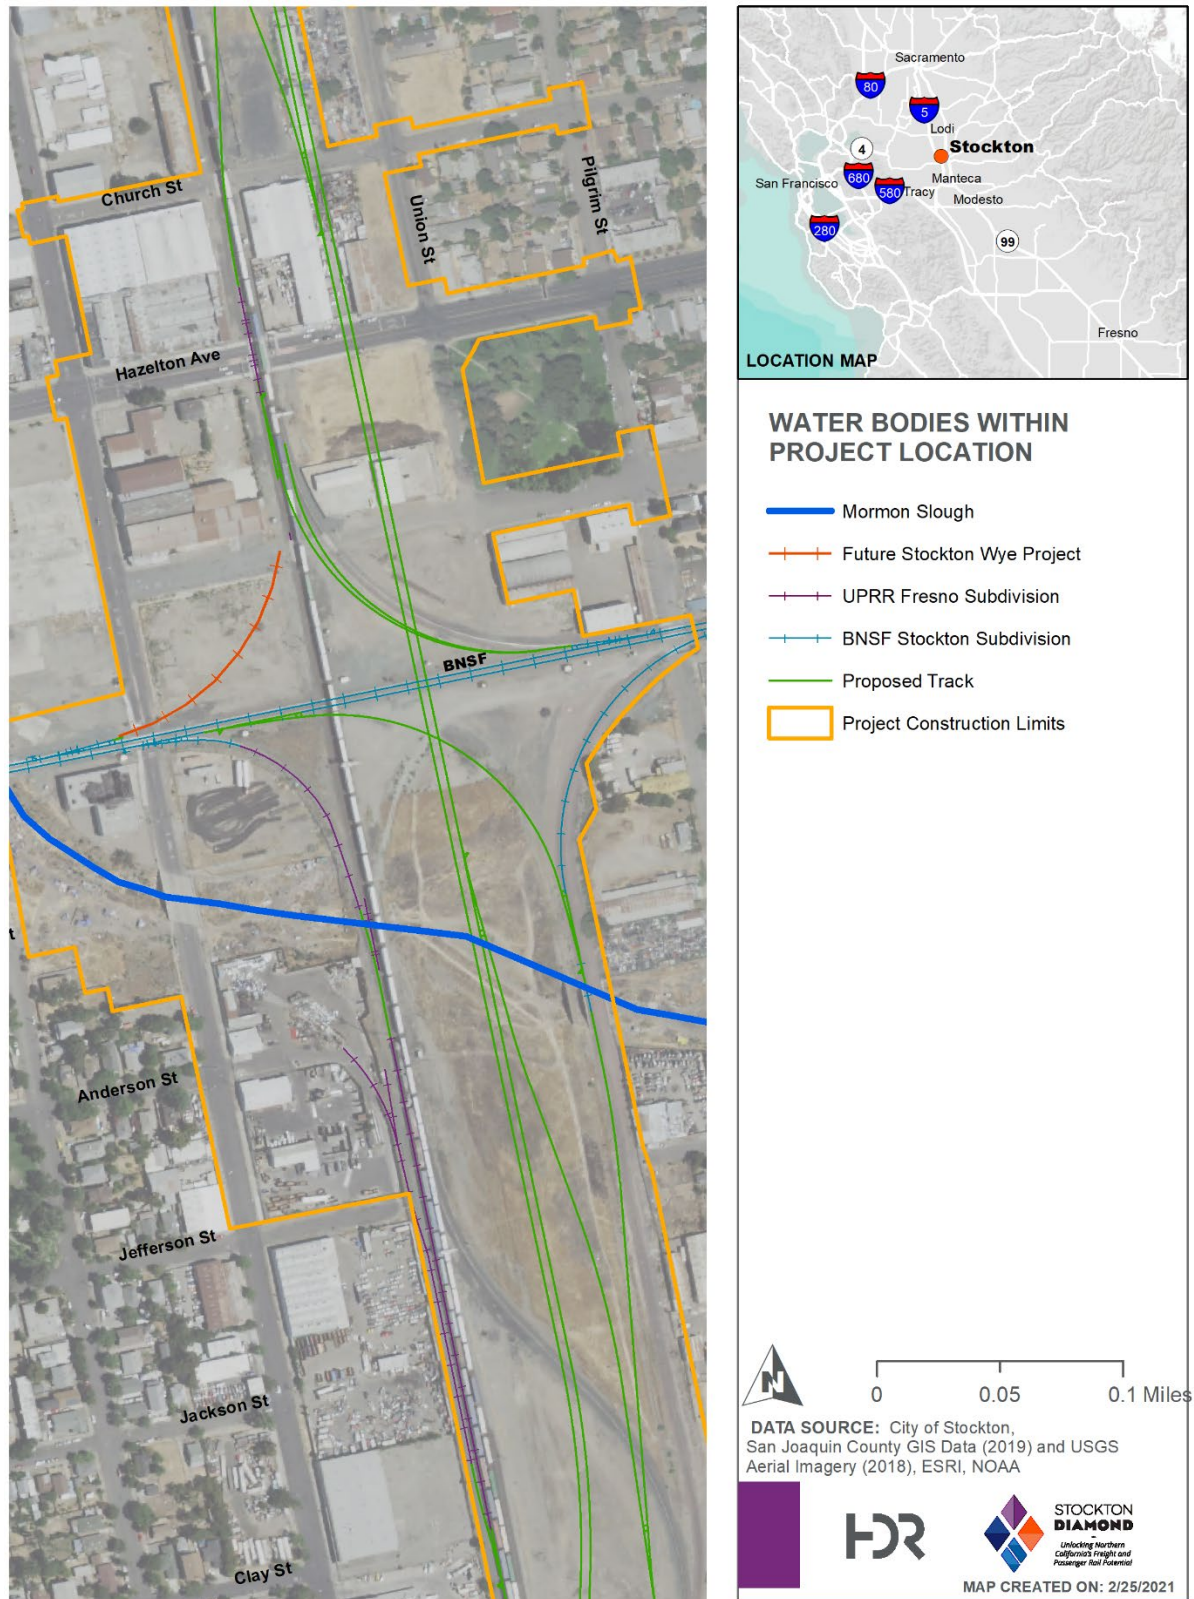 Church St
Union St
Pilgrim St
Hazelton Ave
BNSF
t
Anderson St
Jefferson St
Jackson St
Clay St
Sacramento
80
5
Lodi
4
Stockton
680
San Francisco
580
Tracy
Manteca
Modesto
280
99
Fresno
LOCATION MAP
WATER BODIES WITHIN
PROJECT LOCATION
Mormon Slough
Future Stockton Wye Project
UPRR Fresno Subdivision
BNSF Stockton Subdivision
Proposed Track
Project Construction Limits
N
0 0.05 0.1 Miles
DATA SOURCE: City of Stockton,
San Joaquin County GIS Data (2019) and USGS
Aerial Imagery (2018), ESRI, NOAA
HDR
STOCKTON
DIAMOND
Unlocking Northern
California's Freight and
Passenger Rail Potential
MAP CREATED ON: 2/25/2021